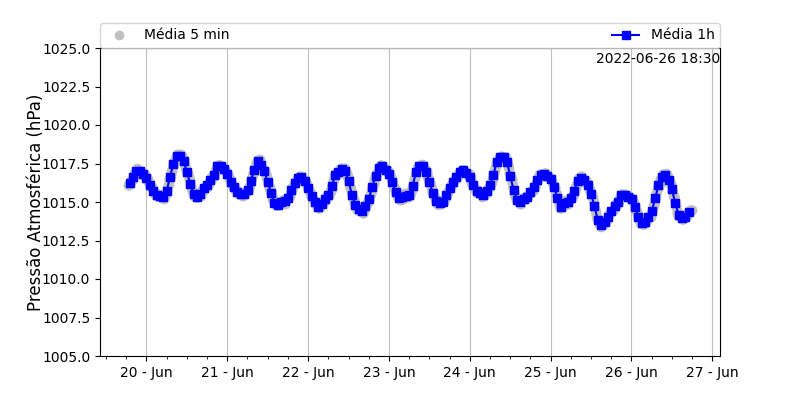 Média 5 min
Média 1h
2022-06-26 18:30
Pressão Atmosférica (hPa)
1025.0
1022.5
1020.0
1017.5
1015.0
1012.5
1010.0
1007.5
1005.0
20 - Jun
21 - Jun
22 - Jun
23 - Jun
24 - Jun
25 - Jun
26 - Jun
27 - Jun